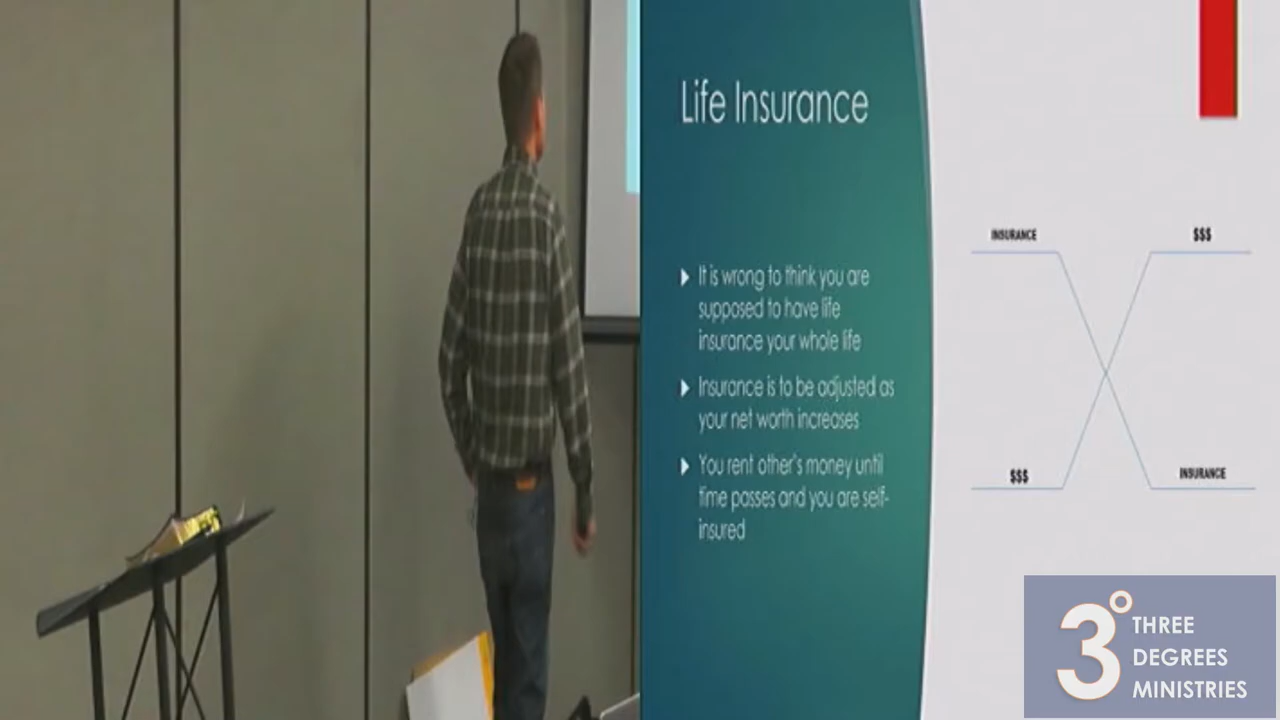 Life Insurance
It is wrong to think you are
supposed to have life
insurance your whole life
Insurance is to be adjusted as
your net worth increases
You rent other's money until
time passes and you are self-
insured
INSURANCE
$$$
$$$
INSURANCE
3°
THREE
DEGREES
MINISTRIES